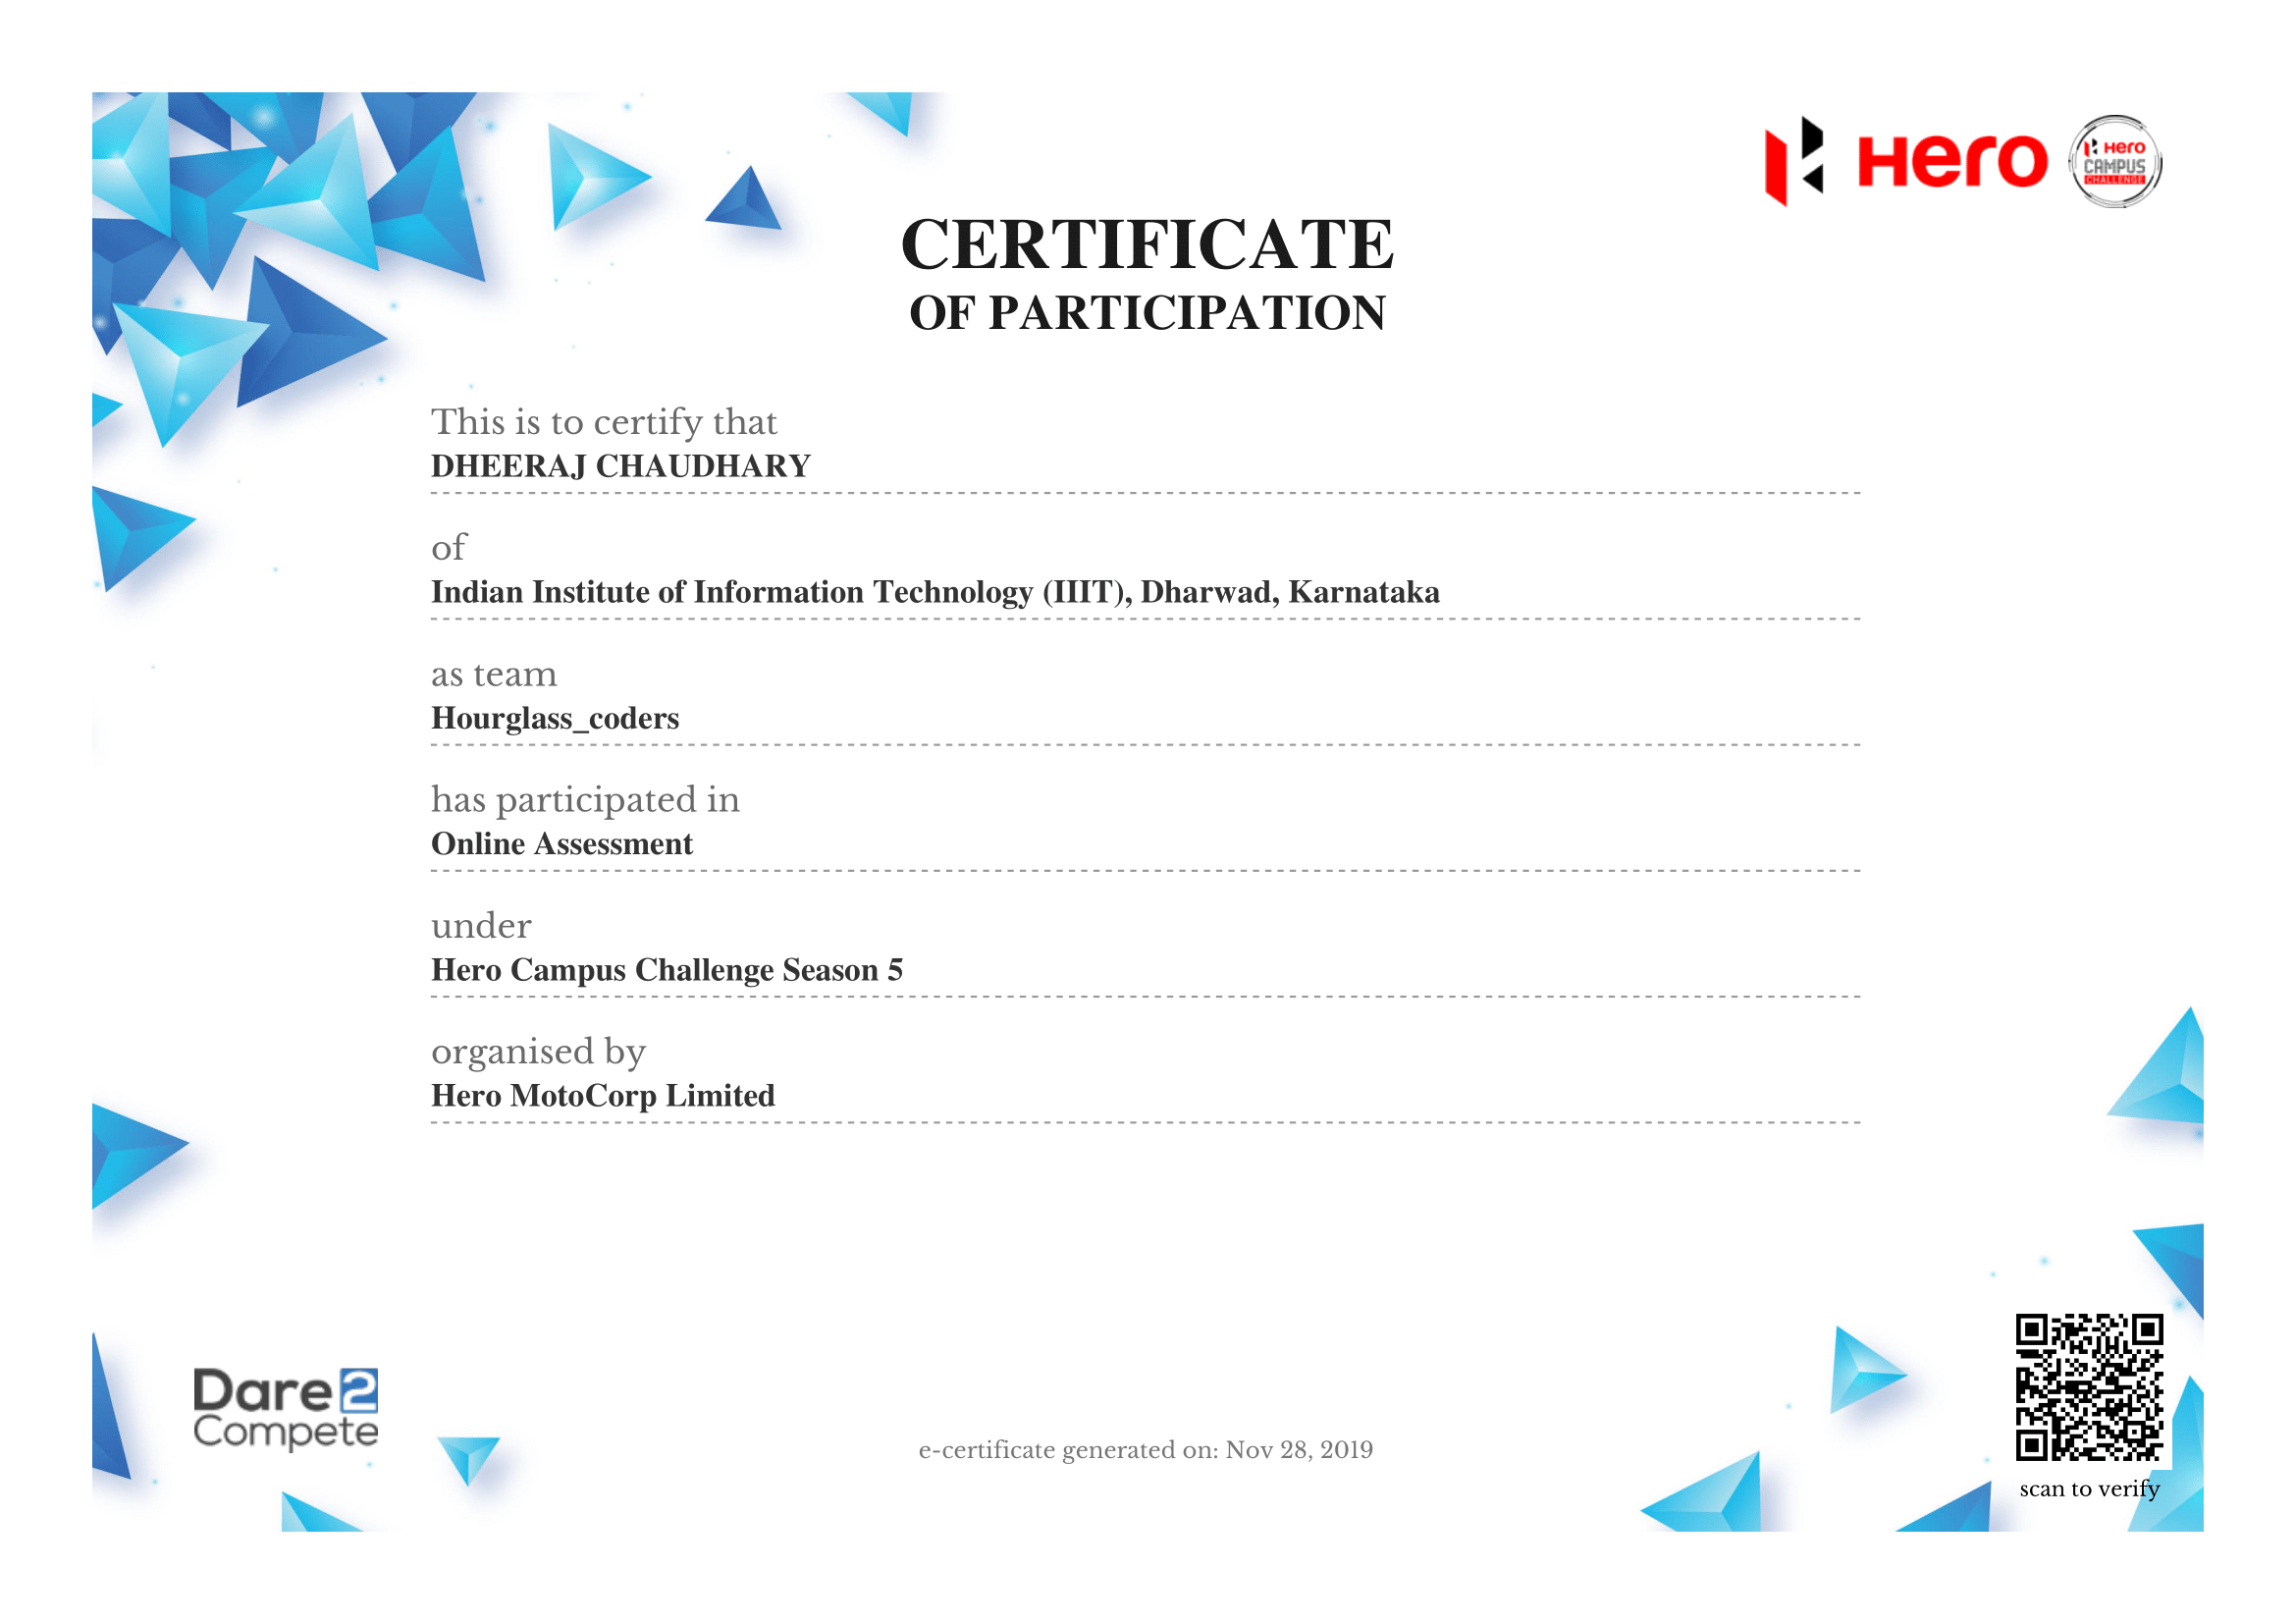 Hero
Hero
CAMPUS
CHALLENGE
CERTIFICATE
OF PARTICIPATION
This is to certify that
DHEERAJ CHAUDHARY
of
Indian Institute of Information Technology (IIIT), Dharwad, Karnataka
as team
Hourglass_coders
has participated in
Online Assessment
under
Hero Campus Challenge Season 5
organised by
Hero MotoCorp Limited
Dare2
Compete
e-certificate generated on: Nov 28, 2019
scan to verify